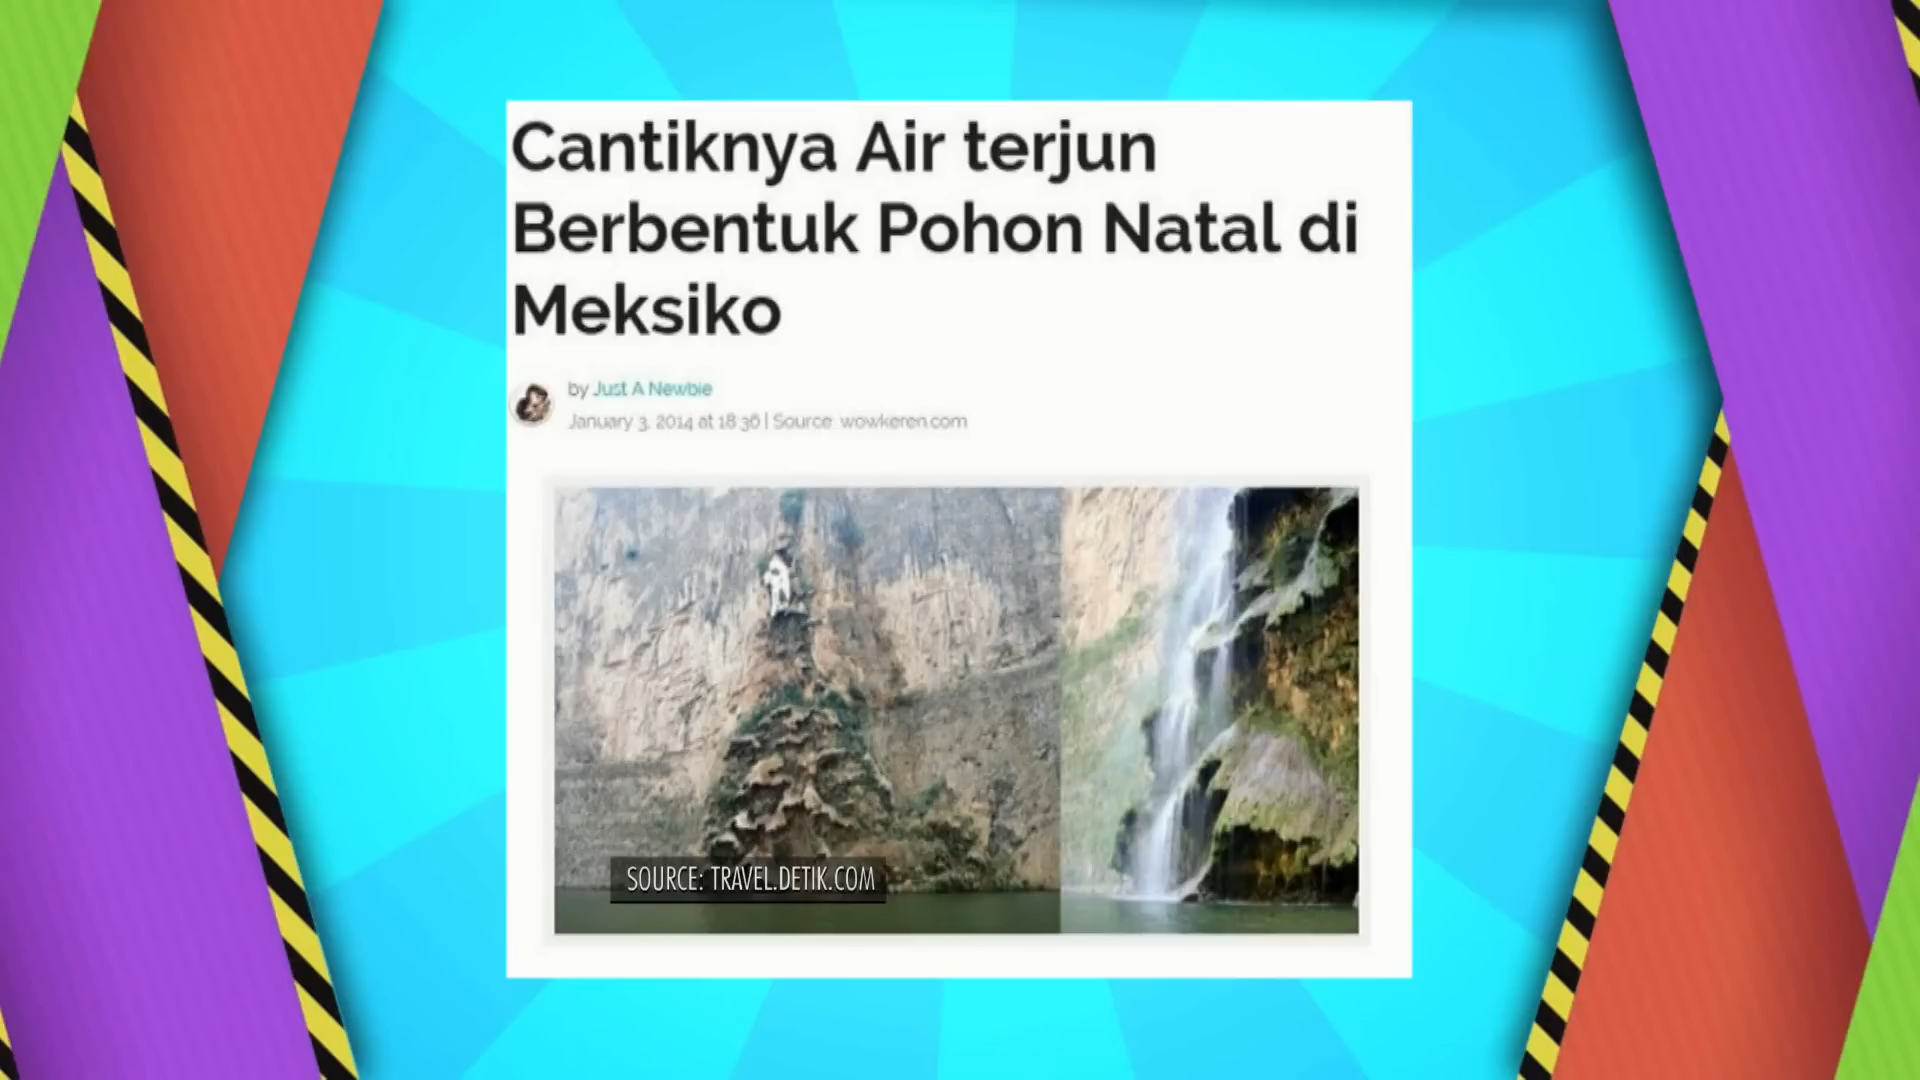 Cantiknya Air terjun
Berbentuk Pohon Natal di
Meksiko
by Just A Newbie
January 3, 2014 at 18:36 | Source: wowkeren.com
SOURCE: TRAVEL.DETIK.COM